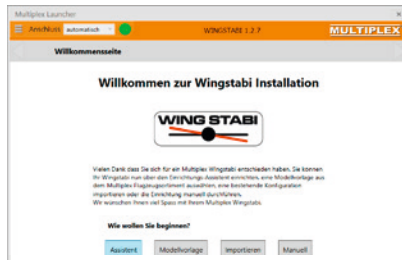 Multiplex Launcher
Anschluss automatisch WINGSTABI 1.2.7 MULTIPLEX
Willkommensseite
Willkommen zur Wingstabi Installation
WING STABI
Vielen Dank dass Sie sich für ein Multiplex Wingstabi entschieden haben. Sie können
Ihr Wingstabi nun über den Einrichtungs-Assistent einrichten, eine Modellvorlage aus
dem Multiplex Flugzeugsortiment auswählen, eine bestehende Konfiguration
importieren oder die Einrichtung manuell durchführen.
Wir wünschen Ihnen viel Spass mit Ihrem Multiplex Wingstabi.
Wie wollen Sie beginnen?
Assistent Modellvorlage Importieren Manuell